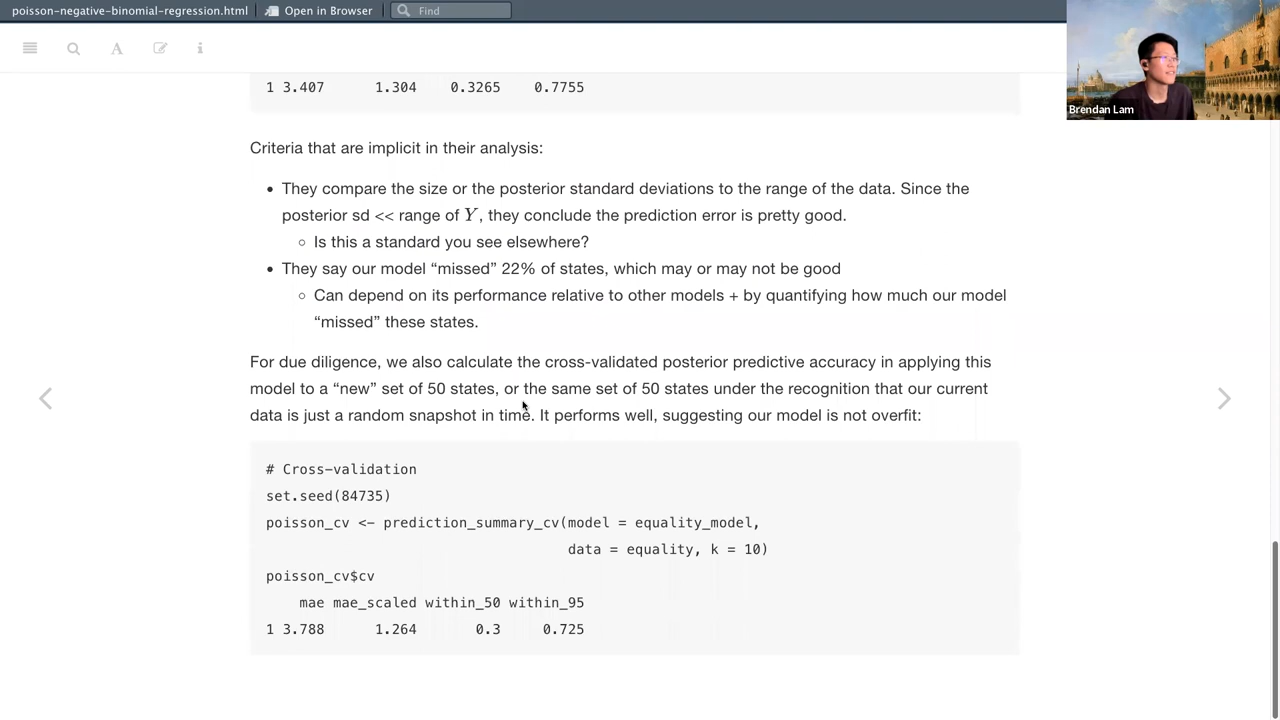 poisson-negative-binomial-regression.html Open in Browser Find
1 3.407 1.304 0.3265 0.7755
Brendan Lam
Criteria that are implicit in their analysis:
• They compare the size or the posterior standard deviations to the range of the data. Since the
posterior sd << range of Y, they conclude the prediction error is pretty good.
○ Is this a standard you see elsewhere?
• They say our model “missed” 22% of states, which may or may not be good
○ Can depend on its performance relative to other models + by quantifying how much our model
“missed” these states.
For due diligence, we also calculate the cross-validated posterior predictive accuracy in applying this
model to a “new” set of 50 states, or the same set of 50 states under the recognition that our current
data is just a random snapshot in time. It performs well, suggesting our model is not overfit:
# Cross-validation
set.seed(84735)
poisson_cv <- prediction_summary_cv(model = equality_model,
data = equality, k = 10)
poisson_cv$cv
mae mae_scaled within_50 within_95
1 3.788 1.264 0.3 0.725